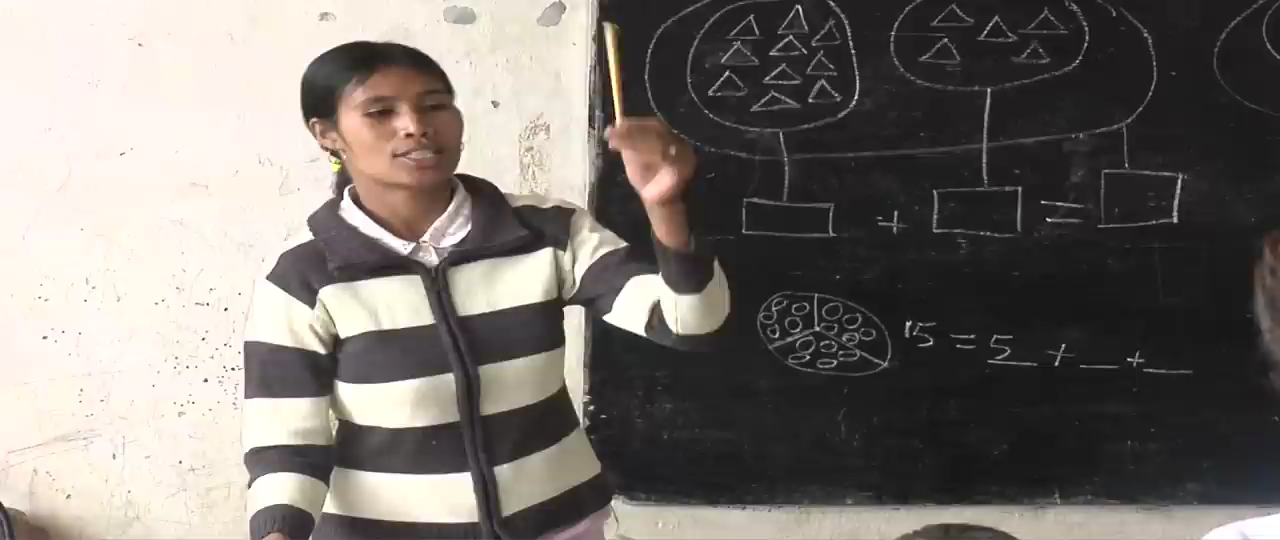 + =
15 = 5 + _ + _